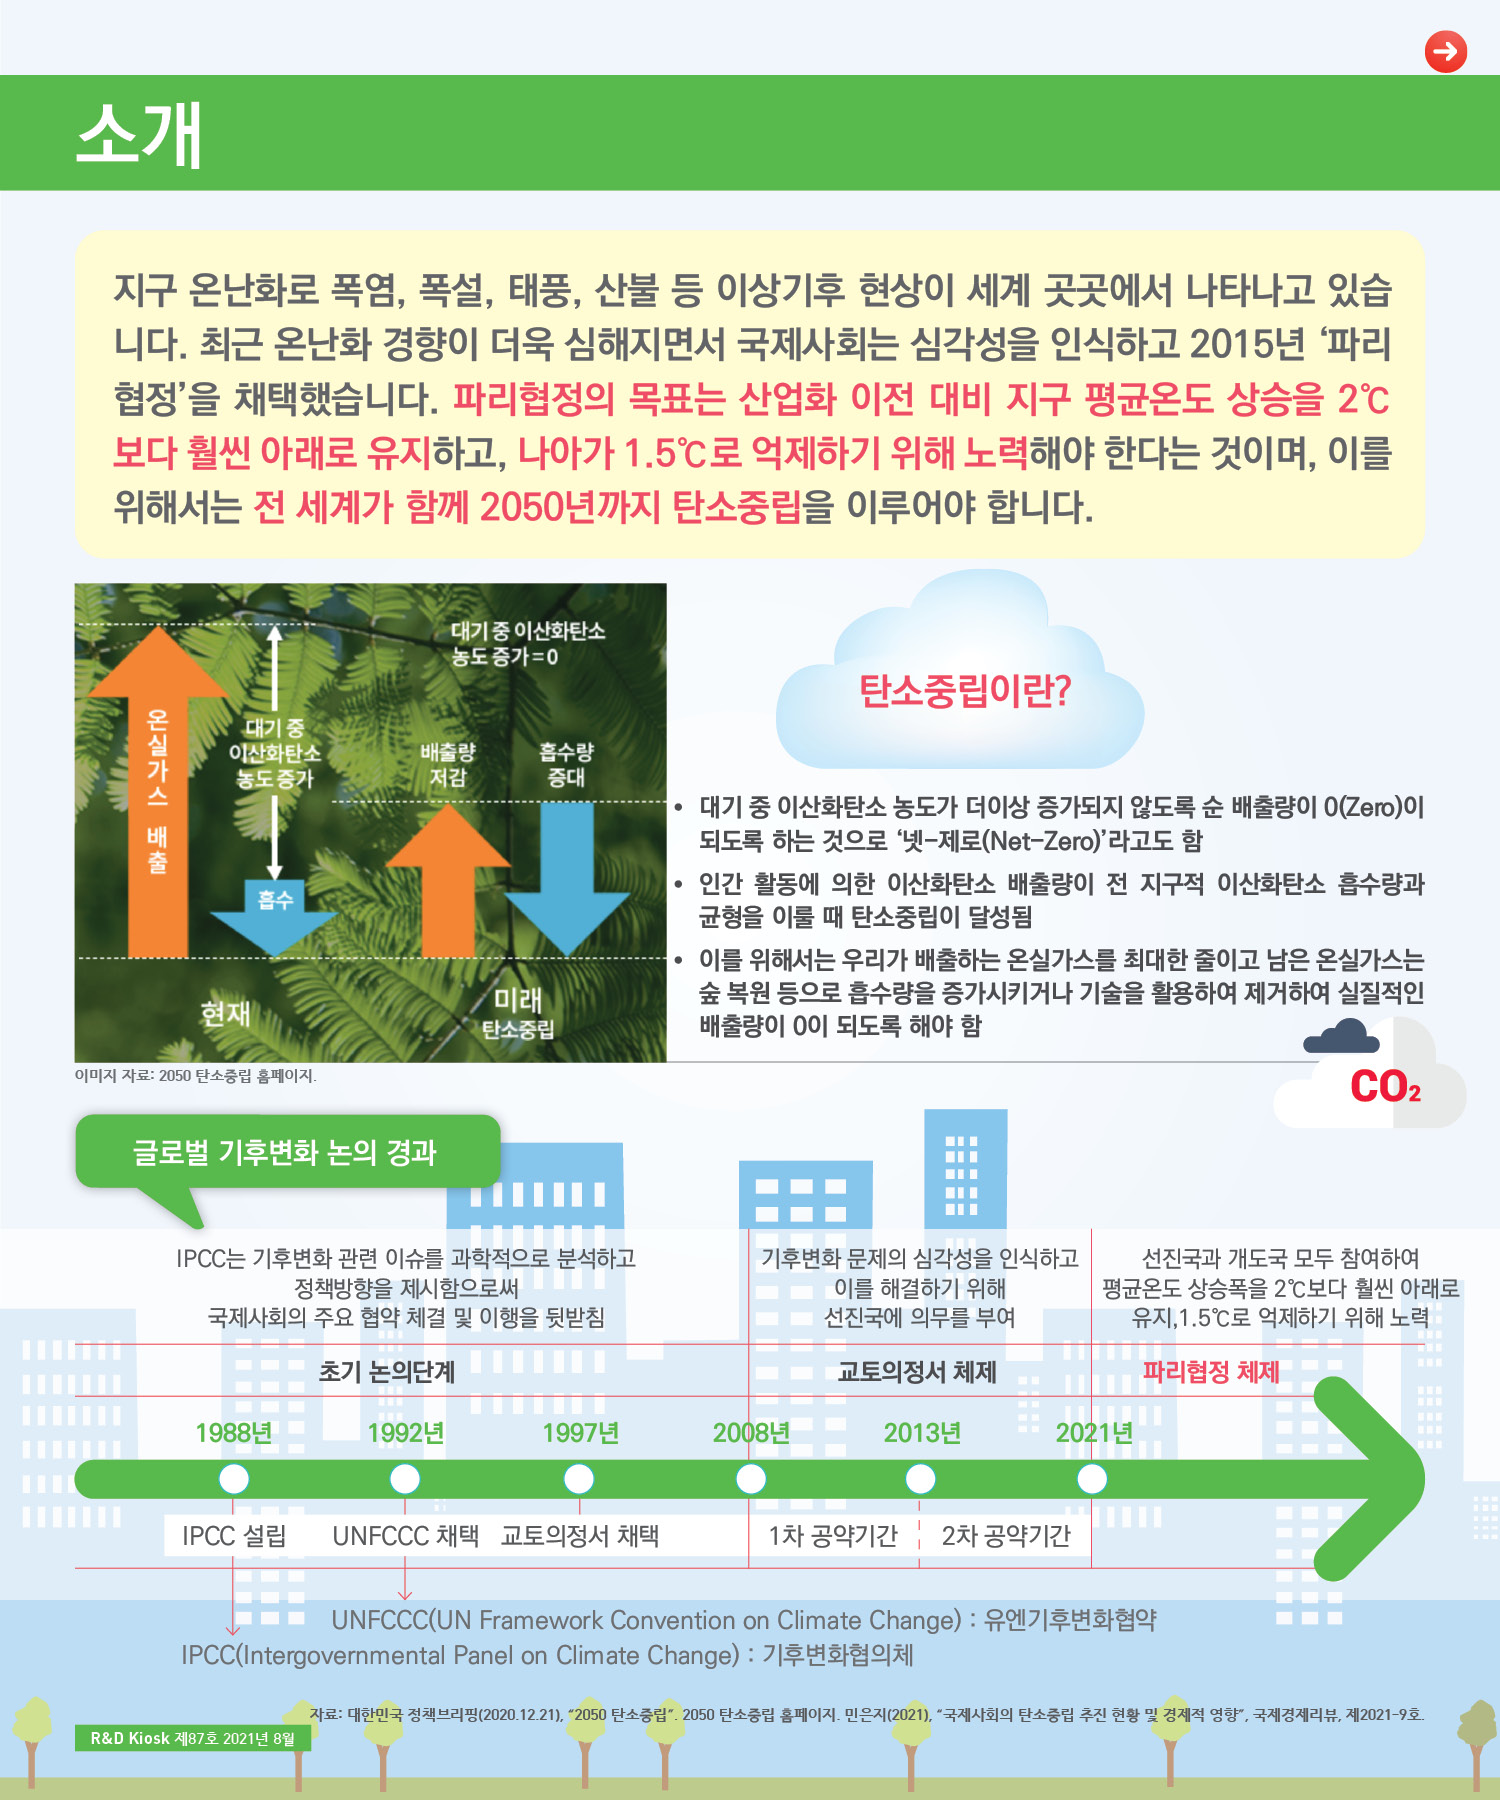 소개
지구 온난화로 폭염, 폭설, 태풍, 산불 등 이상기후 현상이 세계 곳곳에서 나타나고 있습
니다. 최근 온난화 경향이 더욱 심해지면서 국제사회는 심각성을 인식하고 2015년 ‘파리
협정’을 채택했습니다. 파리협정의 목표는 산업화 이전 대비 지구 평균온도 상승을 2℃
보다 훨씬 아래로 유지하고, 나아가 1.5℃로 억제하기 위해 노력해야 한다는 것이며, 이를
위해서는 전 세계가 함께 2050년까지 탄소중립을 이루어야 합니다.
온실가스 배출
대기 중
이산화탄소
농도 증가
흡수
현재
대기 중 이산화탄소
농도 증가 = 0
배출량
저감
흡수량
증대
미래
탄소중립
이미지 자료: 2050 탄소중립 홈페이지.
탄소중립이란?
• 대기 중 이산화탄소 농도가 더이상 증가되지 않도록 순 배출량이 0(Zero)이
되도록 하는 것으로 ‘넷-제로(Net-Zero)’라고도 함
• 인간 활동에 의한 이산화탄소 배출량이 전 지구적 이산화탄소 흡수량과
균형을 이룰 때 탄소중립이 달성됨
• 이를 위해서는 우리가 배출하는 온실가스를 최대한 줄이고 남은 온실가스는
숲 복원 등으로 흡수량을 증가시키거나 기술을 활용하여 제거하여 실질적인
배출량이 0이 되도록 해야 함
CO₂
글로벌 기후변화 논의 경과
IPCC는 기후변화 관련 이슈를 과학적으로 분석하고
정책방향을 제시함으로써
국제사회의 주요 협약 체결 및 이행을 뒷받침
기후변화 문제의 심각성을 인식하고
이를 해결하기 위해
선진국에 의무를 부여
선진국과 개도국 모두 참여하여
평균온도 상승폭을 2℃보다 훨씬 아래로
유지,1.5℃로 억제하기 위해 노력
초기 논의단계 교토의정서 체제 파리협정 체제
1988년 1992년 1997년 2008년 2013년 2021년
IPCC 설립 UNFCCC 채택 교토의정서 채택 1차 공약기간 2차 공약기간
UNFCCC(UN Framework Convention on Climate Change) : 유엔기후변화협약
IPCC(Intergovernmental Panel on Climate Change) : 기후변화협의체
자료: 대한민국 정책브리핑(2020.12.21), “2050 탄소중립”. 2050 탄소중립 홈페이지. 민은지(2021), “국제사회의 탄소중립 추진 현황 및 경제적 영향”, 국제경제리뷰, 제2021-9호.
R&D Kiosk 제87호 2021년 8월